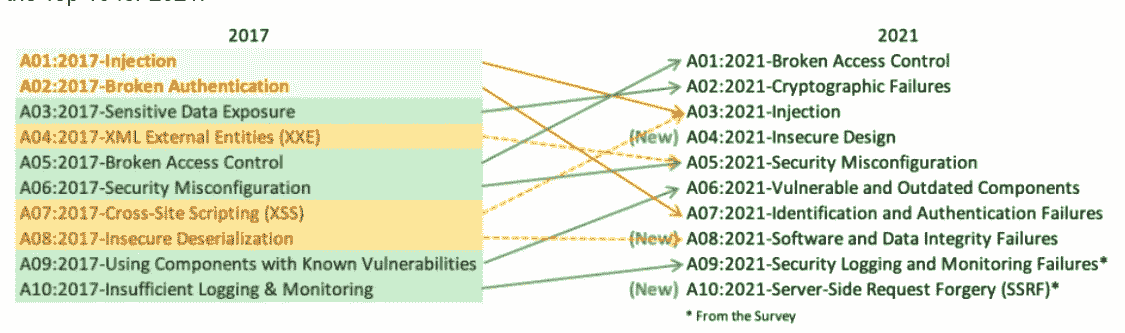 the Top 10 for 2021.
2017
2021
A01:2017-Injection
A02:2017-Broken Authentication
A03:2017-Sensitive Data Exposure
A04:2017-XML External Entities (XXE)
A05:2017-Broken Access Control
A06:2017-Security Misconfiguration
A07:2017-Cross-Site Scripting (XSS)
A08:2017-Insecure Deserialization
A09:2017-Using Components with Known Vulnerabilities
A10:2017-Insufficient Logging & Monitoring
A01:2021-Broken Access Control
A02:2021-Cryptographic Failures
A03:2021-Injection
(New) A04:2021-Insecure Design
A05:2021-Security Misconfiguration
A06:2021-Vulnerable and Outdated Components
A07:2021-Identification and Authentication Failures
(New) A08:2021-Software and Data Integrity Failures
A09:2021-Security Logging and Monitoring Failures*
(New) A10:2021-Server-Side Request Forgery (SSRF)*
* From the Survey